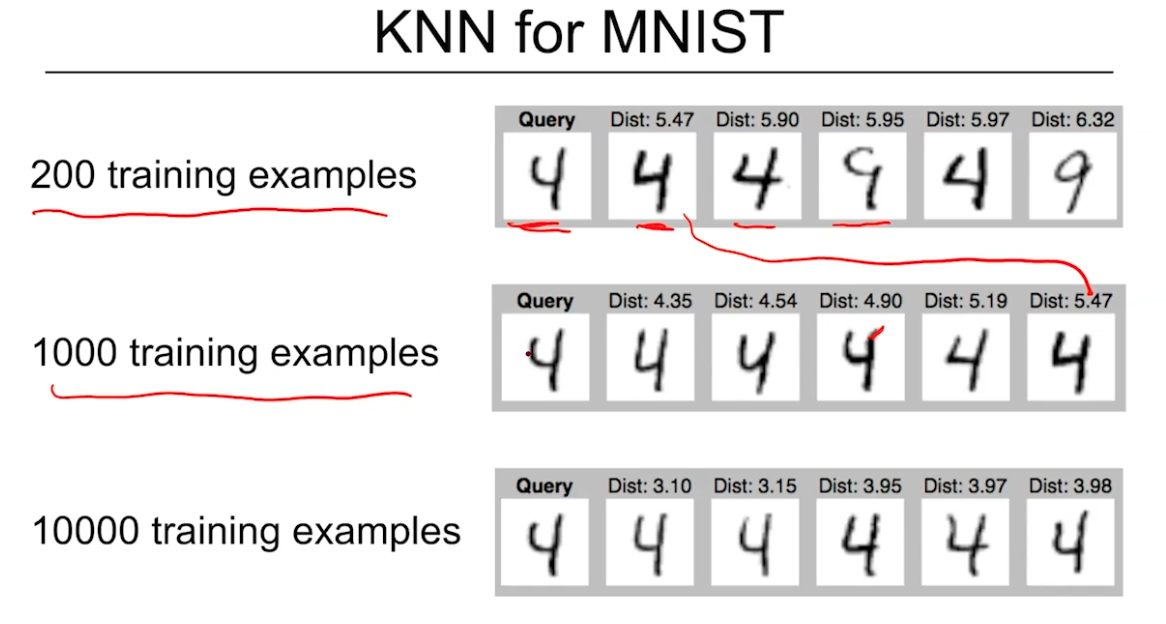 KNN for MNIST
200 training examples
Query Dist: 5.47 Dist: 5.90 Dist: 5.95 Dist: 5.97 Dist: 6.32
4 4 4 9 4 9
1000 training examples
Query Dist: 4.35 Dist: 4.54 Dist: 4.90 Dist: 5.19 Dist: 5.47
4 4 4 4 4 4
10000 training examples
Query Dist: 3.10 Dist: 3.15 Dist: 3.95 Dist: 3.97 Dist: 3.98
4 4 4 4 4 4